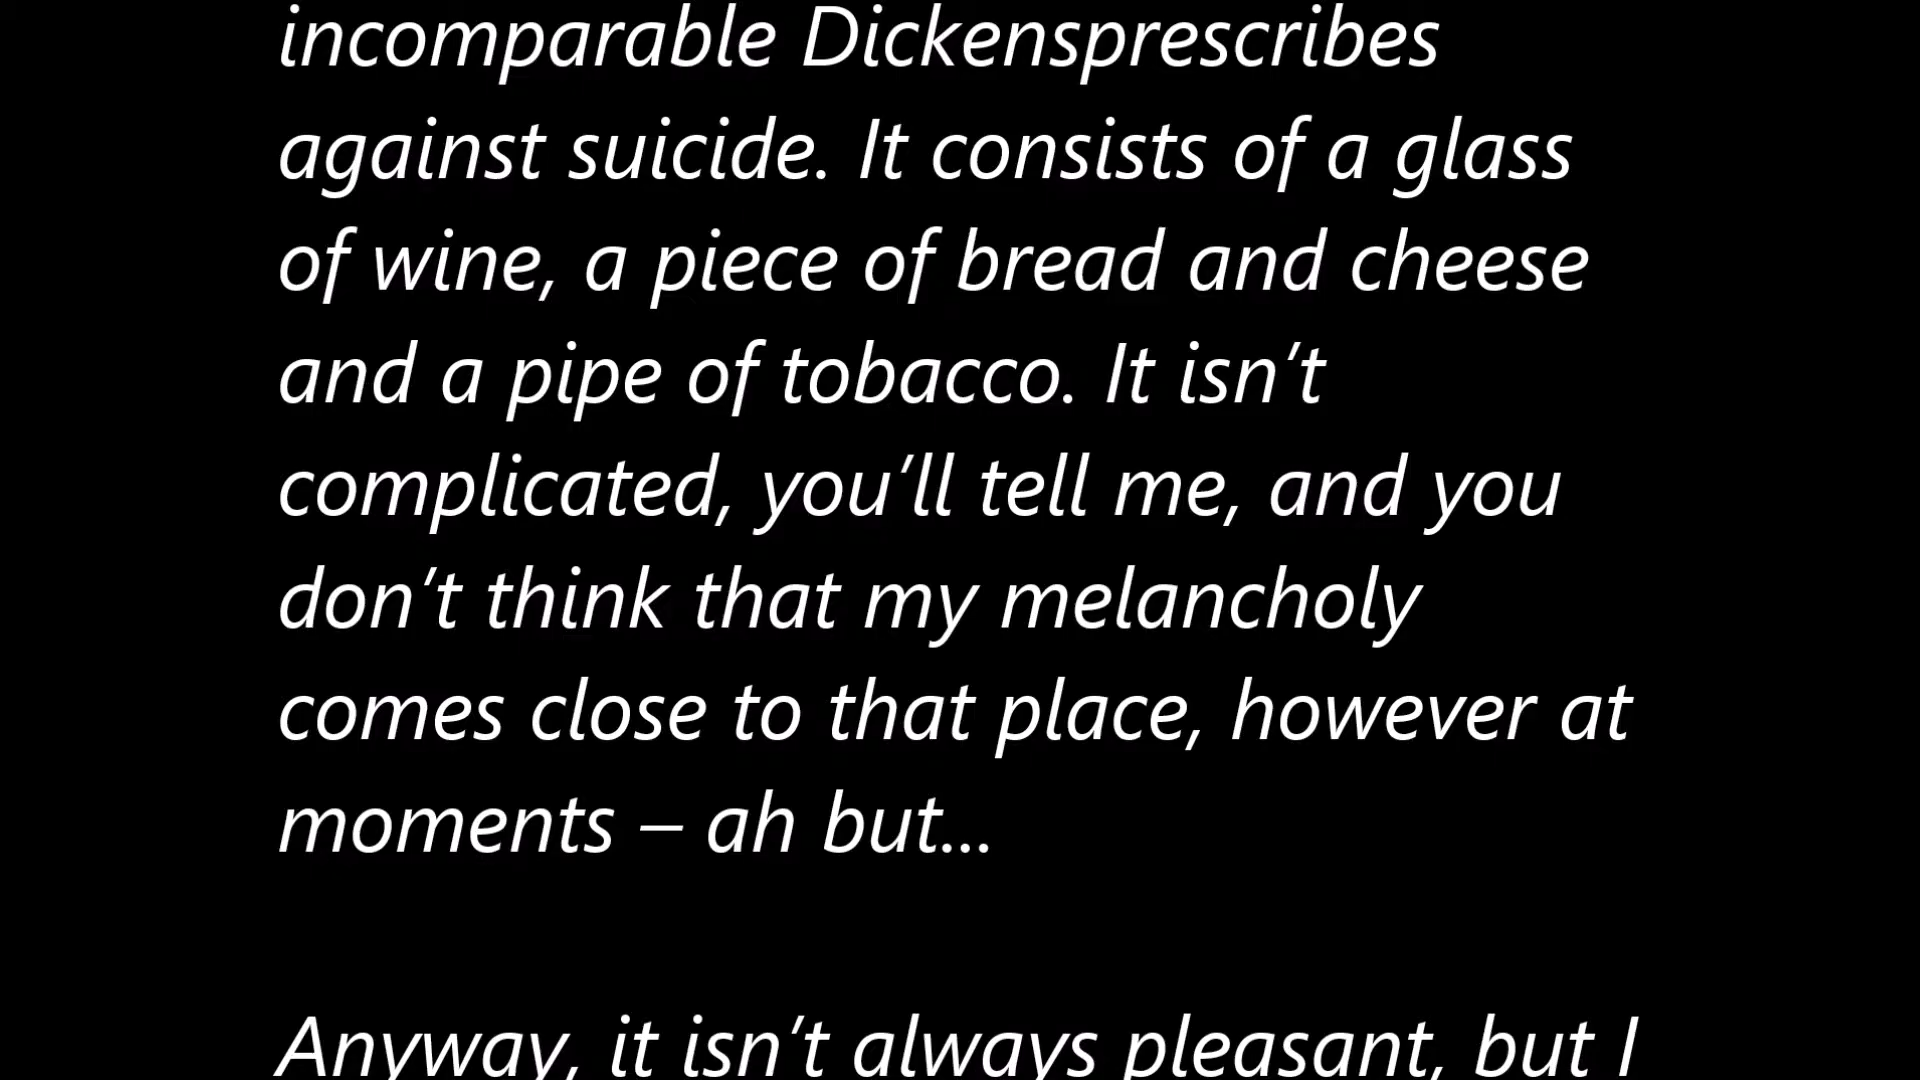 incomparable Dickensprescribes
against suicide. It consists of a glass
of wine, a piece of bread and cheese
and a pipe of tobacco. It isn’t
complicated, you’ll tell me, and you
don’t think that my melancholy
comes close to that place, however at
moments – ah but…
Anyway, it isn’t always pleasant, but I